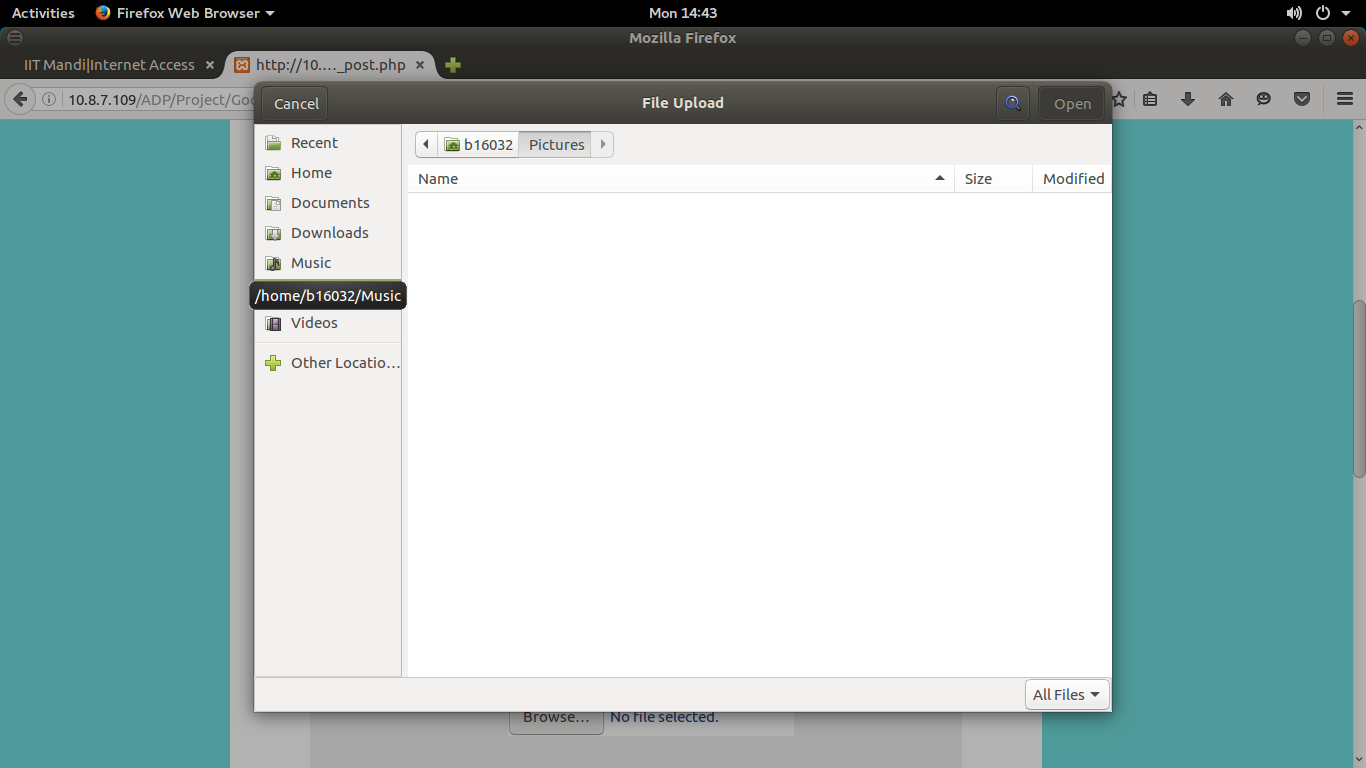 Activities Firefox Web Browser Mon 14:43
Mozilla Firefox
IIT Mandi|Internet Access http://10...._post.php
10.8.7.109/ADP/Project/Goo
Cancel File Upload Open
Recent
b16032 Pictures
Home
Name Size Modified
Documents
Downloads
Music
/home/b16032/Music
Videos
Other Locatio...
All Files
Browse... No file selected.